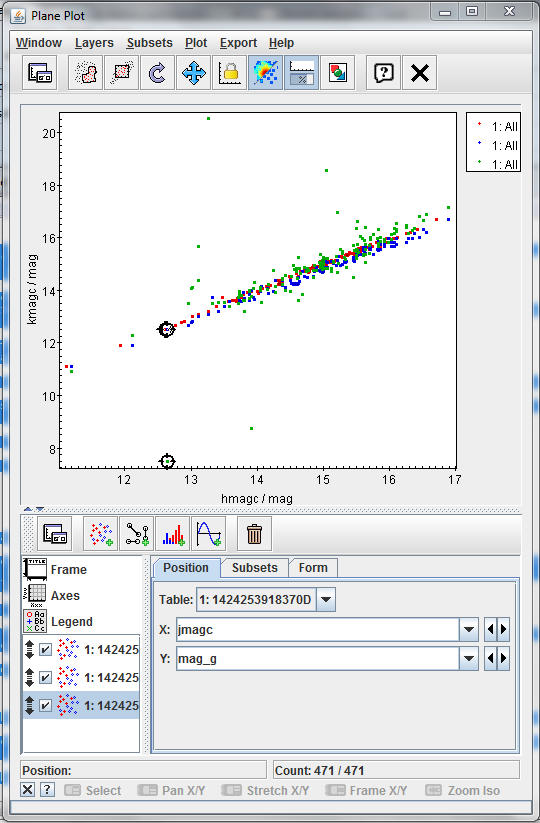 Plane Plot
Window Layers Subsets Plot Export Help
1: All
1: All
1: All
20
18
16
14
12
10
8
kmagc / mag
12 13 14 15 16 17
hmagc / mag
Position Subsets Form
Frame
Axes
Legend
Table: 1: 1424253918370D
X: jmagc
Y: mag_g
1: 142425
1: 142425
1: 142425
Position: Count: 471 / 471
Select Pan X/Y Stretch X/Y Frame X/Y Zoom Iso